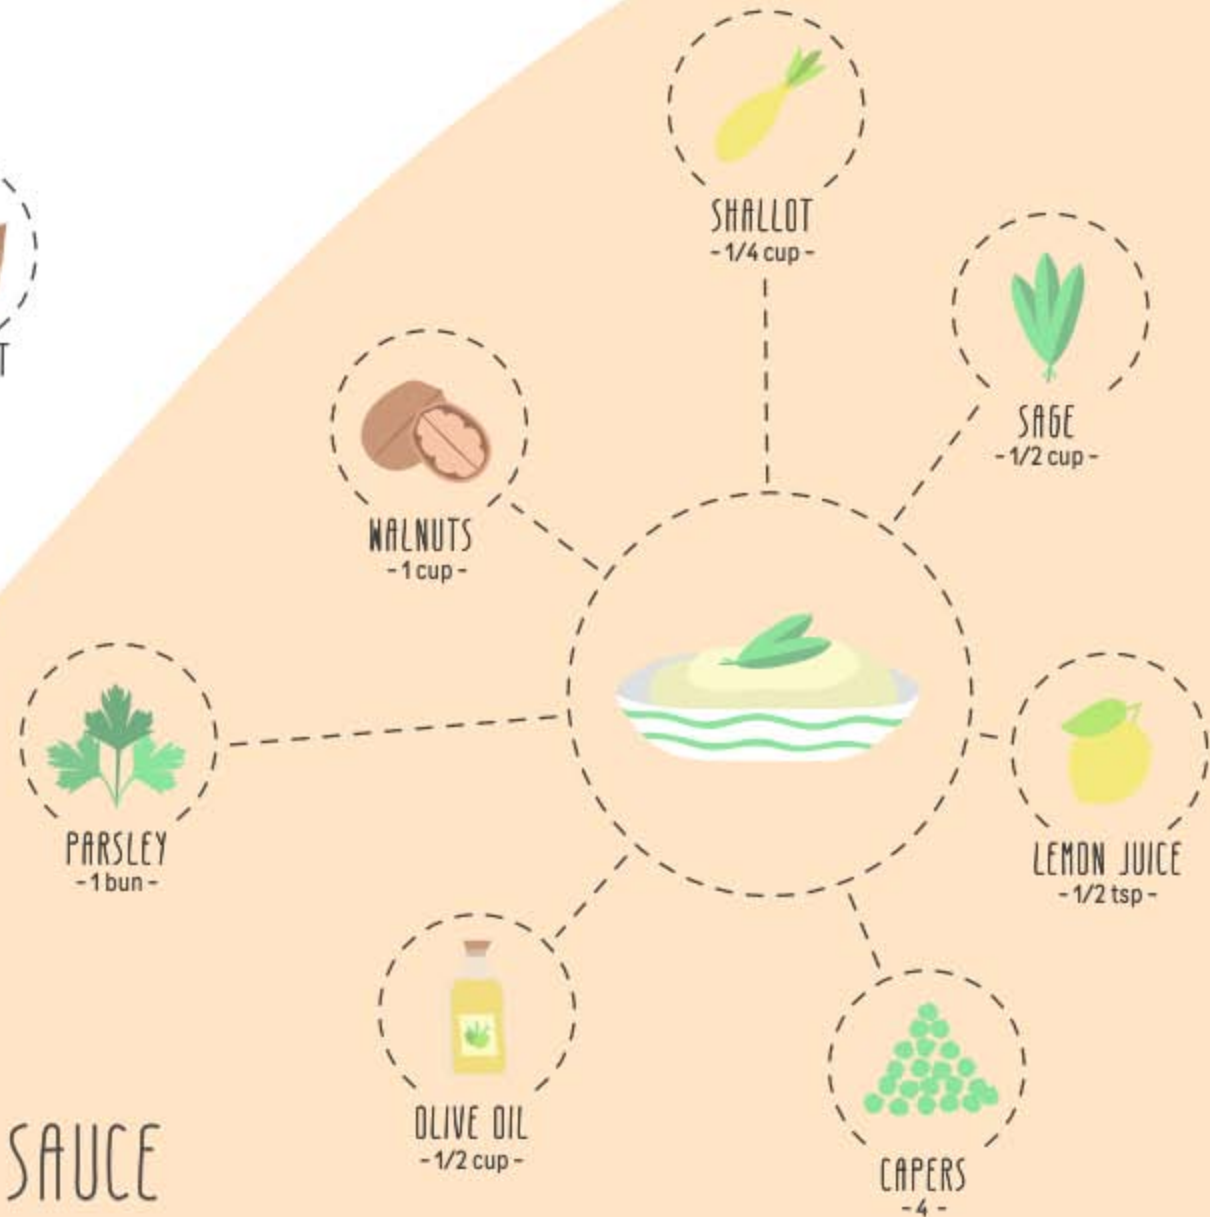 SHALLOT
- 1/4 cup -
T
SAGE
- 1/2 cup -
WALNUTS
- 1 cup -
PARSLEY
- 1 bun -
LEMON JUICE
- 1/2 tsp -
OLIVE OIL
- 1/2 cup -
CAPERS
- 4 -
SAUCE